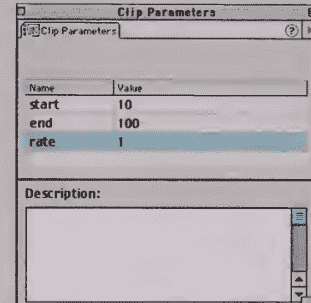 Clip Parameters
Clip Parameters
?
Name Value
start 10
end 100
rate 1
Description: